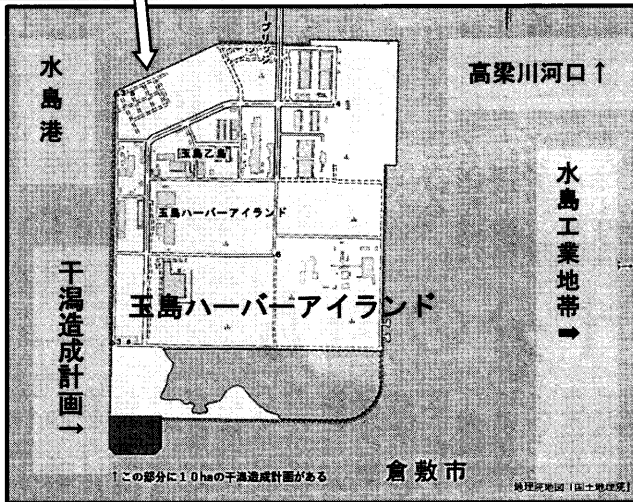 ーブリッ
水島港
高梁川河口↑
玉島乙島
玉島ハーバーアイランド
水島工業地帯➡
干潟造成計画→
玉島ハーバーアイランド
↑この部分に10haの干潟造成計画がある
倉敷市
地理院地図(国土地理院)